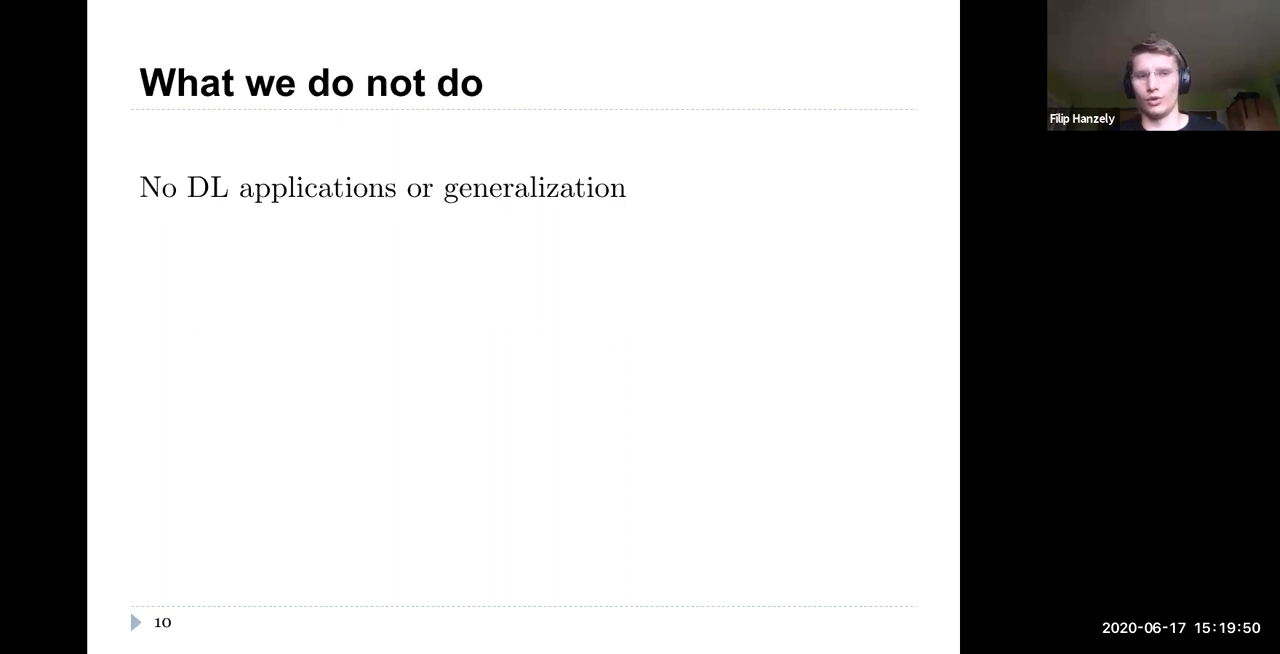 What we do not do
No DL applications or generalization
10
Filip Hanzely
2020-06-17 15:19:50